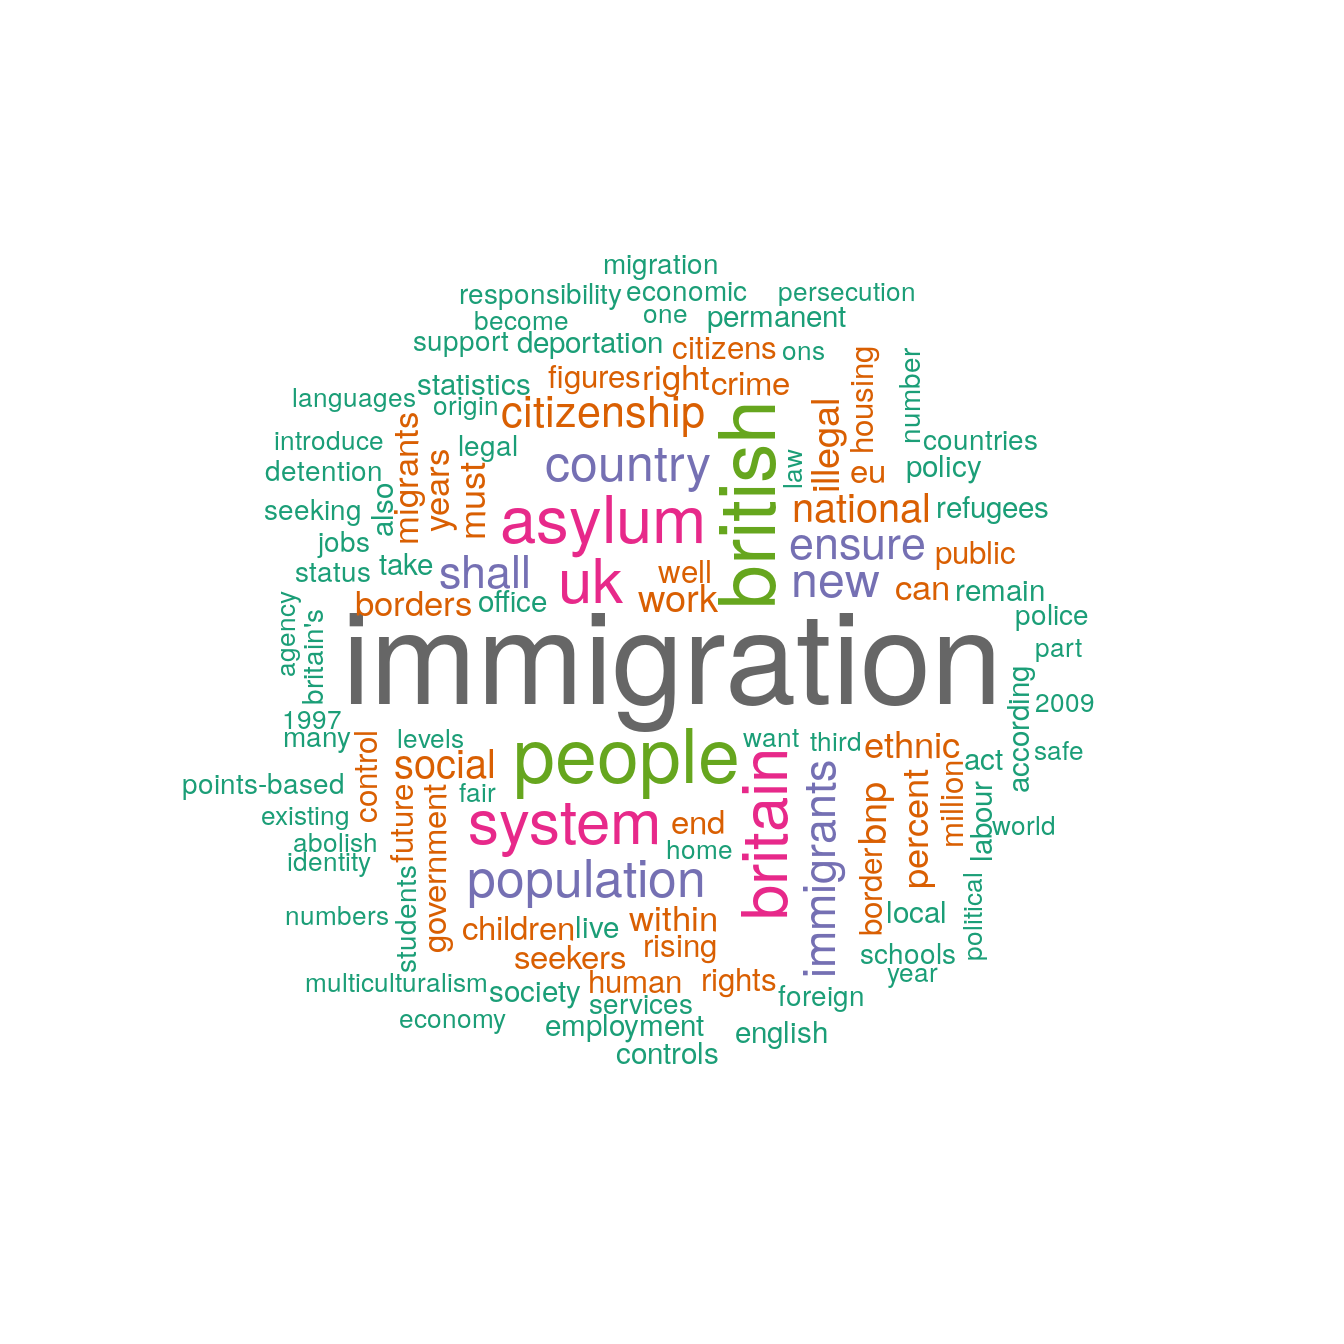 migration
responsibility
economic
persecution
become
one
permanent
support
deportation
citizens
ons
languages
statistics
figures
right
crime
housing
number
origin
citizenship
british
illegal
introduce
migrants
legal
country
law
countries
detention
years
must
eu
policy
seeking
also
asylum
national
refugees
jobs
ensure
public
status
take
shall
uk
well
new
can
remain
borders
office
work
agency
britain's
immigration
police
part
according
2009
1997
many
control
levels
people
want
third
ethnic
act
safe
points-based
social
fair
britain
immigrants
bnp
percent
million
labour
existing
future
government
system
end
world
abolish
identity
home
population
border
students
numbers
children
live
within
local
political
seekers
rising
schools
multiculturalism
society
human
rights
year
services
foreign
economy
employment
english
controls